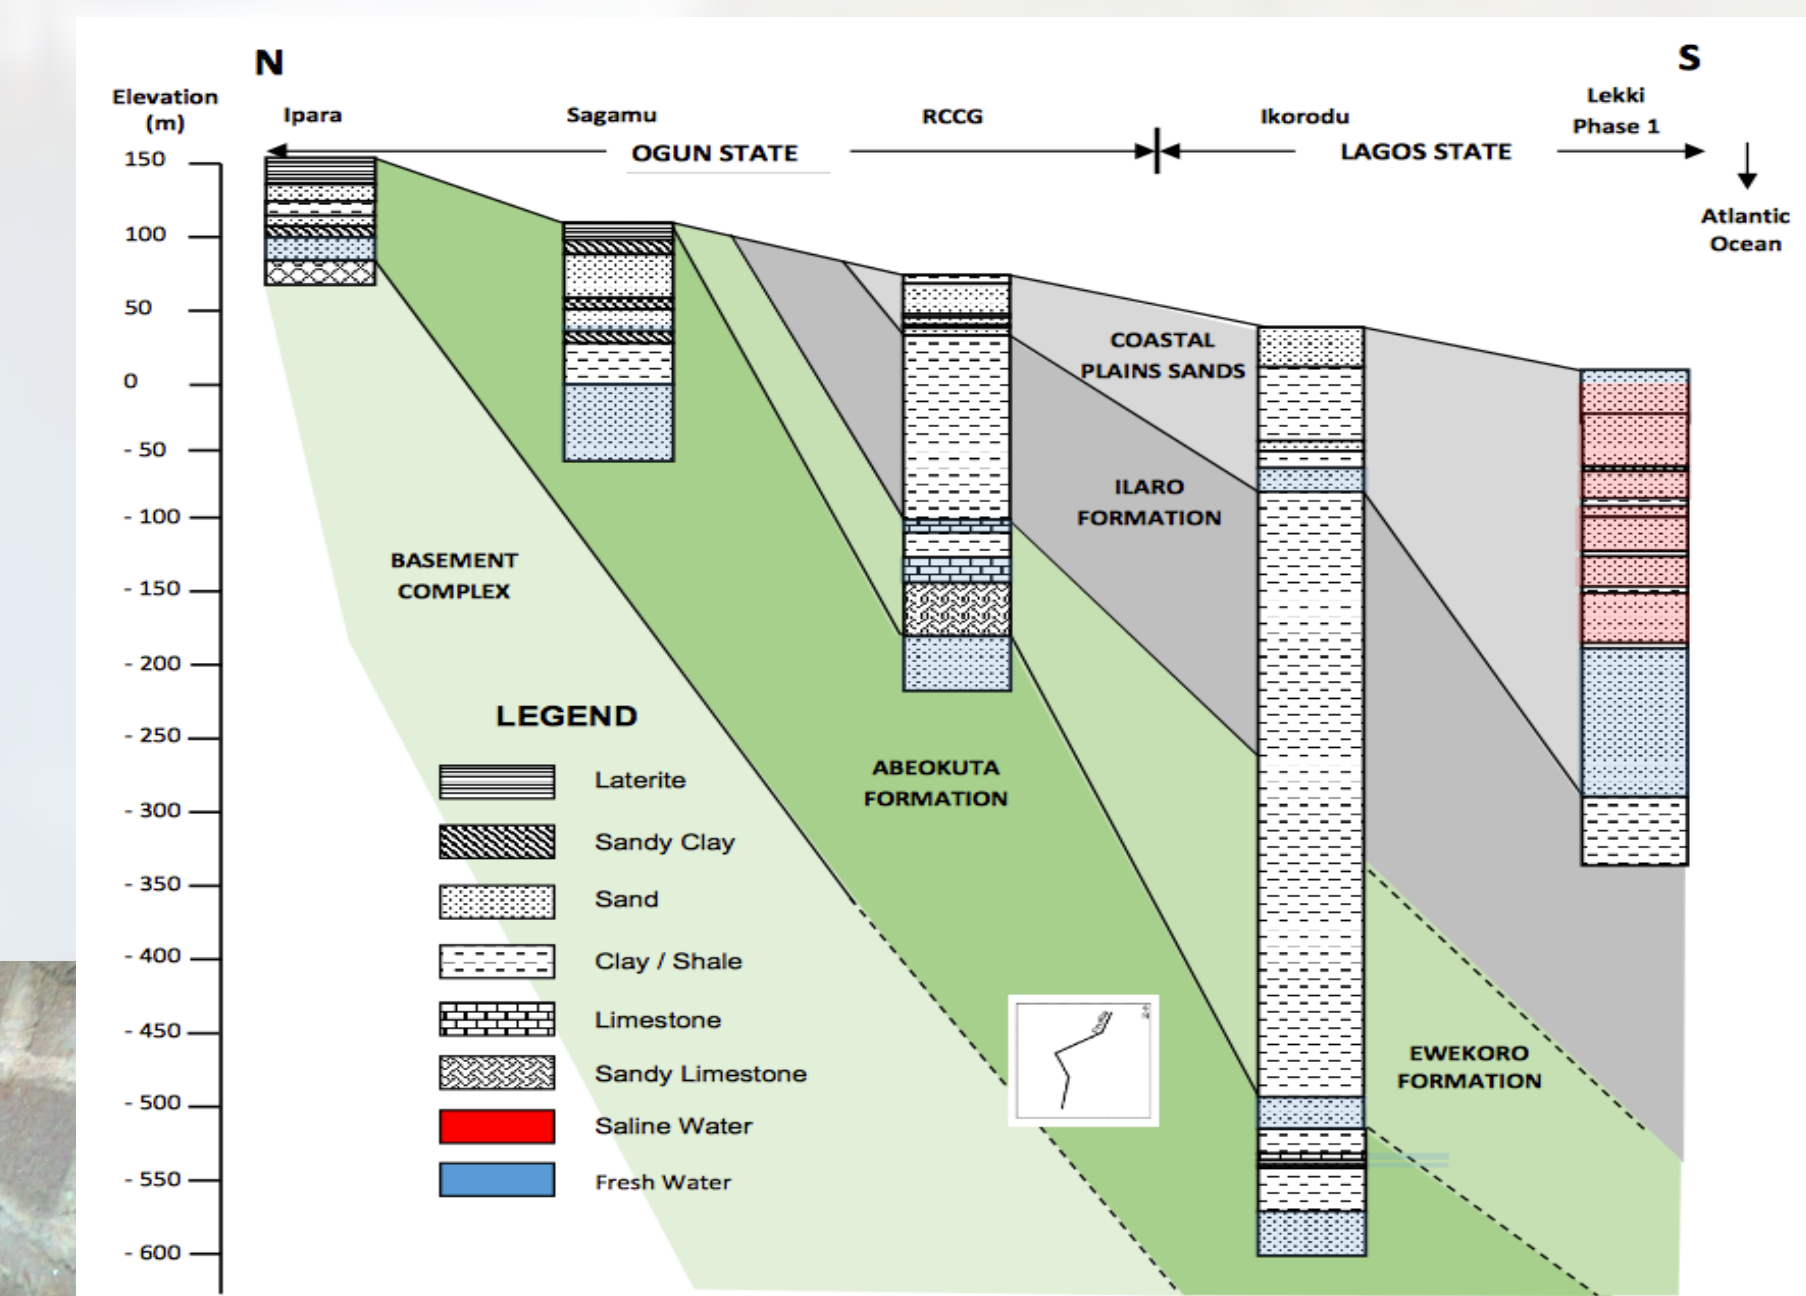 N
S
Elevation
(m)
Ipara
Sagamu
RCCG
Ikorodu
Lekki
Phase 1
OGUN STATE
LAGOS STATE
Atlantic
Ocean
150
100
50
0
- 50
- 100
- 150
- 200
- 250
- 300
- 350
- 400
- 450
- 500
- 550
- 600
COASTAL
PLAINS SANDS
ILARO
FORMATION
BASEMENT
COMPLEX
ABEOKUTA
FORMATION
EWEKORO
FORMATION
LEGEND
Laterite
Sandy Clay
Sand
Clay / Shale
Limestone
Sandy Limestone
Saline Water
Fresh Water